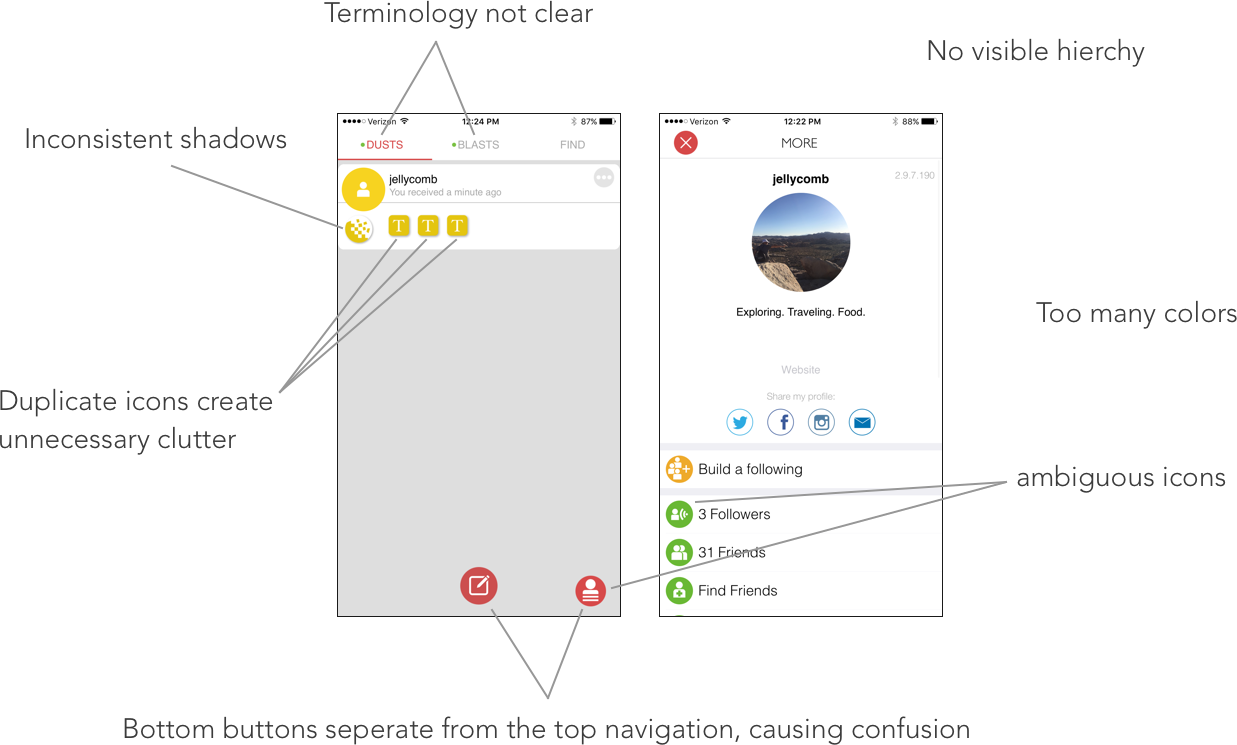 Terminology not clear
No visible hierchy
Inconsistent shadows
Verizon
12:24 PM
87%
DUSTS
BLASTS
FIND
jellycomb
You received a minute ago
T T T
Duplicate icons create
unnecessary clutter
Verizon
12:22 PM
88%
MORE
jellycomb
2.9.7.190
Exploring. Traveling. Food.
Website
Share my profile:
f
Build a following
3 Followers
31 Friends
Find Friends
Too many colors
ambiguous icons
Bottom buttons seperate from the top navigation, causing confusion